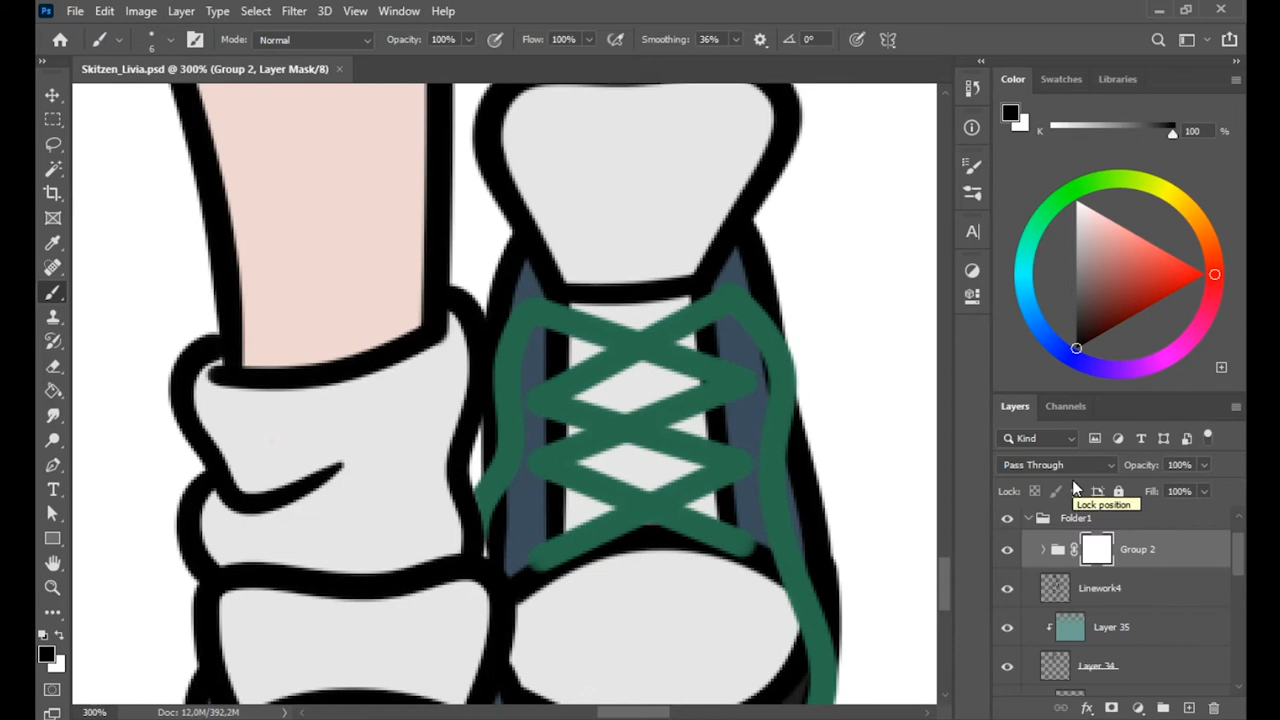 Ps File Edit Image Layer Type Select Filter 3D View Window Help
6 Mode: Normal Opacity: 100% Flow: 100% Smoothing: 36% 0°
Skitzen_Livia.psd @ 300% (Group 2, Layer Mask/8) ×
Color Swatches Libraries
K 100 %
A|
Layers Channels
Kind
Pass Through Opacity: 100%
Lock: Fill: 100%
Lock position
Folder1
Group 2
Linework4
Layer 35
Layer 34
fx
T
300% Doc: 12,0M/392,2M